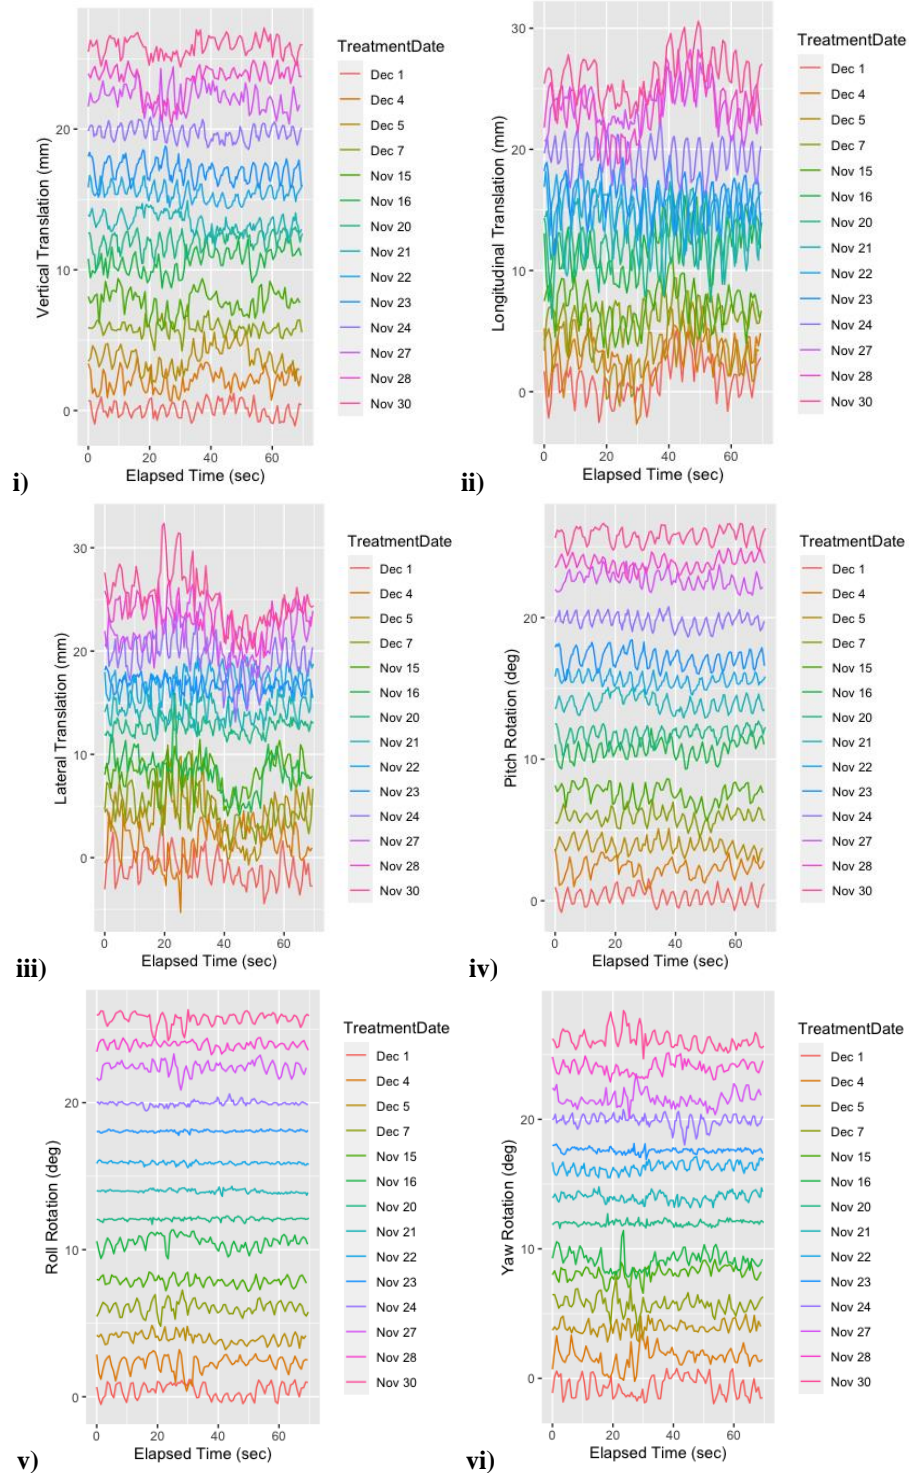 TreatmentDate
Dec 1
Dec 4
Dec 5
Dec 7
Nov 15
Nov 16
Nov 20
Nov 21
Nov 22
Nov 23
Nov 24
Nov 27
Nov 28
Nov 30
Vertical Translation (mm)
20
10
0
0
20
40
60
Elapsed Time (sec)
i)
TreatmentDate
Dec 1
Dec 4
Dec 5
Dec 7
Nov 15
Nov 16
Nov 20
Nov 21
Nov 22
Nov 23
Nov 24
Nov 27
Nov 28
Nov 30
Longitudinal Translation (mm)
30
20
10
0
0
20
40
60
Elapsed Time (sec)
ii)
TreatmentDate
Dec 1
Dec 4
Dec 5
Dec 7
Nov 15
Nov 16
Nov 20
Nov 21
Nov 22
Nov 23
Nov 24
Nov 27
Nov 28
Nov 30
Lateral Translation (mm)
30
20
10
0
0
20
40
60
Elapsed Time (sec)
iii)
TreatmentDate
Dec 1
Dec 4
Dec 5
Dec 7
Nov 15
Nov 16
Nov 20
Nov 21
Nov 22
Nov 23
Nov 24
Nov 27
Nov 28
Nov 30
Pitch Rotation (deg)
20
10
0
0
20
40
60
Elapsed Time (sec)
iv)
TreatmentDate
Dec 1
Dec 4
Dec 5
Dec 7
Nov 15
Nov 16
Nov 20
Nov 21
Nov 22
Nov 23
Nov 24
Nov 27
Nov 28
Nov 30
Roll Rotation (deg)
20
10
0
0
20
40
60
Elapsed Time (sec)
v)
TreatmentDate
Dec 1
Dec 4
Dec 5
Dec 7
Nov 15
Nov 16
Nov 20
Nov 21
Nov 22
Nov 23
Nov 24
Nov 27
Nov 28
Nov 30
Yaw Rotation (deg)
20
10
0
0
20
40
60
Elapsed Time (sec)
vi)